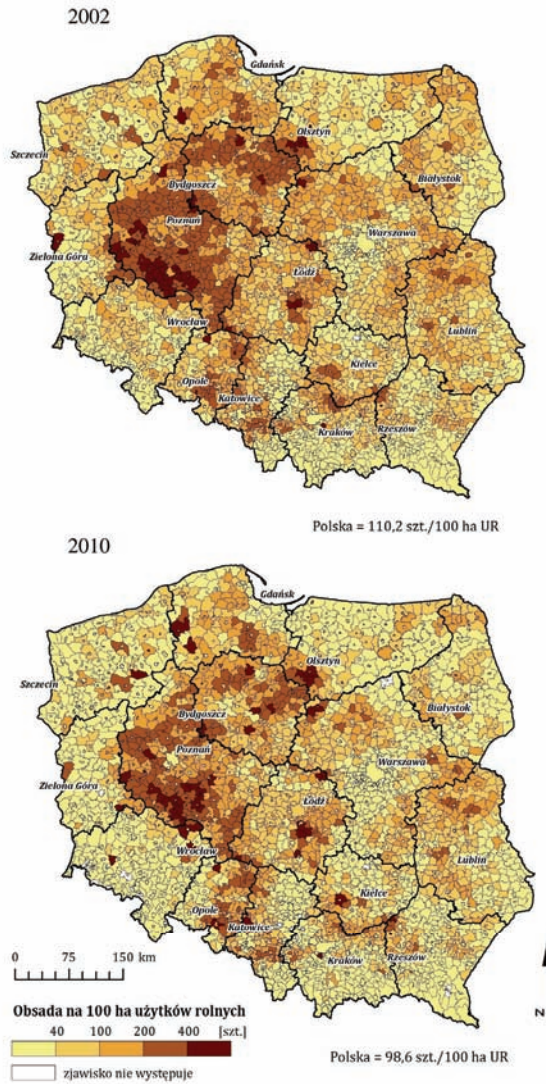 2002
Gdańsk
Olsztyn
Szczecin
Białystok
Bydgoszcz
Poznań
Warszawa
Zielona Góra
Łódź
Wrocław
Lublin
Kielce
Opole
Katowice
Kraków
Rzeszów
Polska = 110,2 szt./100 ha UR
2010
Gdańsk
Olsztyn
Szczecin
Białystok
Bydgoszcz
Poznań
Warszawa
Zielona Góra
Łódź
Wrocław
Lublin
Kielce
Opole
Katowice
Kraków
Rzeszów
0 75 150 km
N
Obsada na 100 ha użytków rolnych
40 100 200 400 [szt.]
zjawisko nie występuje
Polska = 98,6 szt./100 ha UR